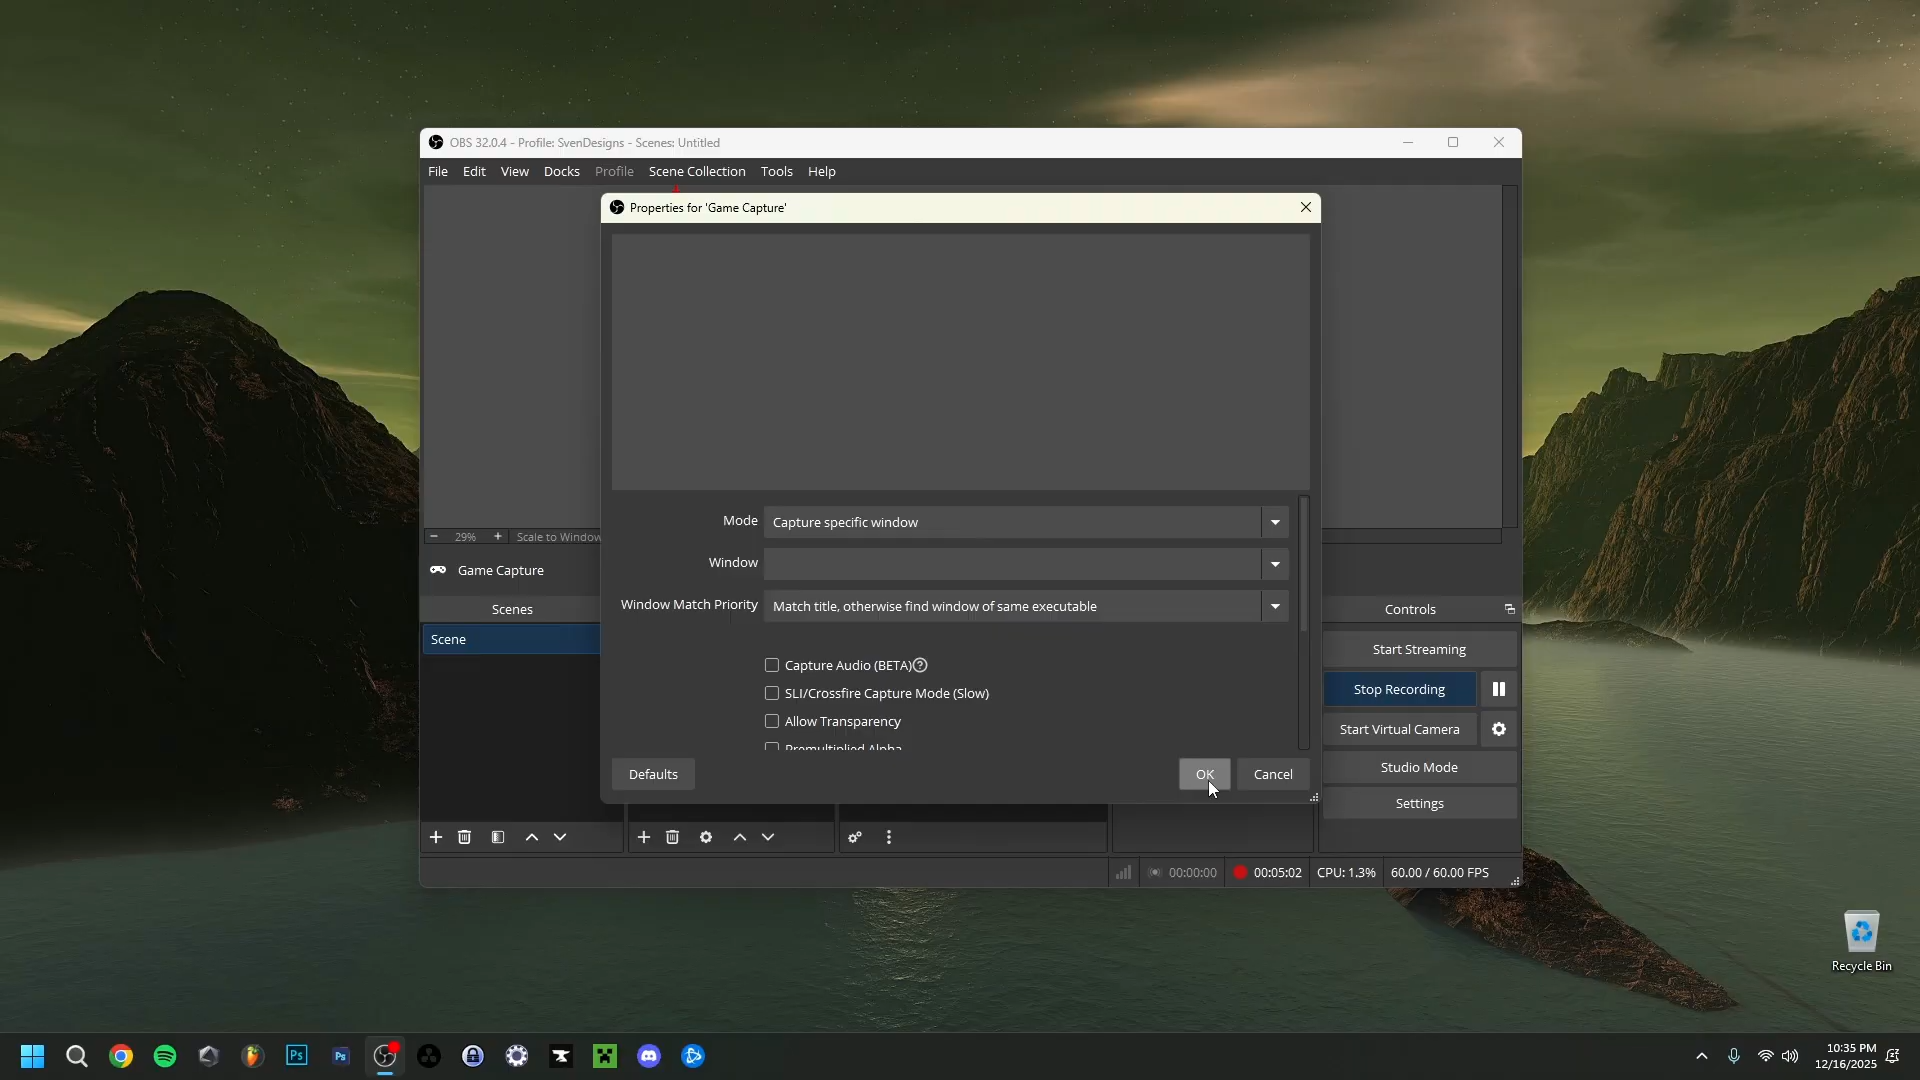 OBS 32.0.4 - Profile: SvenDesigns - Scenes: Untitled
File Edit View Docks Profile Scene Collection Tools Help
Properties for 'Game Capture'
Mode Capture specific window
29% Scale to Window
Window
Game Capture
Window Match Priority Match title, otherwise find window of same executable
Scenes
Controls
Scene
Start Streaming
Capture Audio (BETA)
Stop Recording
SLI/Crossfire Capture Mode (Slow)
Allow Transparency
Start Virtual Camera
Premultiplied Alpha
Studio Mode
Defaults OK Cancel
Settings
00:00:00 00:05:02 CPU: 1.3% 60.00 / 60.00 FPS
Recycle Bin
Ps
Ps
10:35 PM
12/16/2025